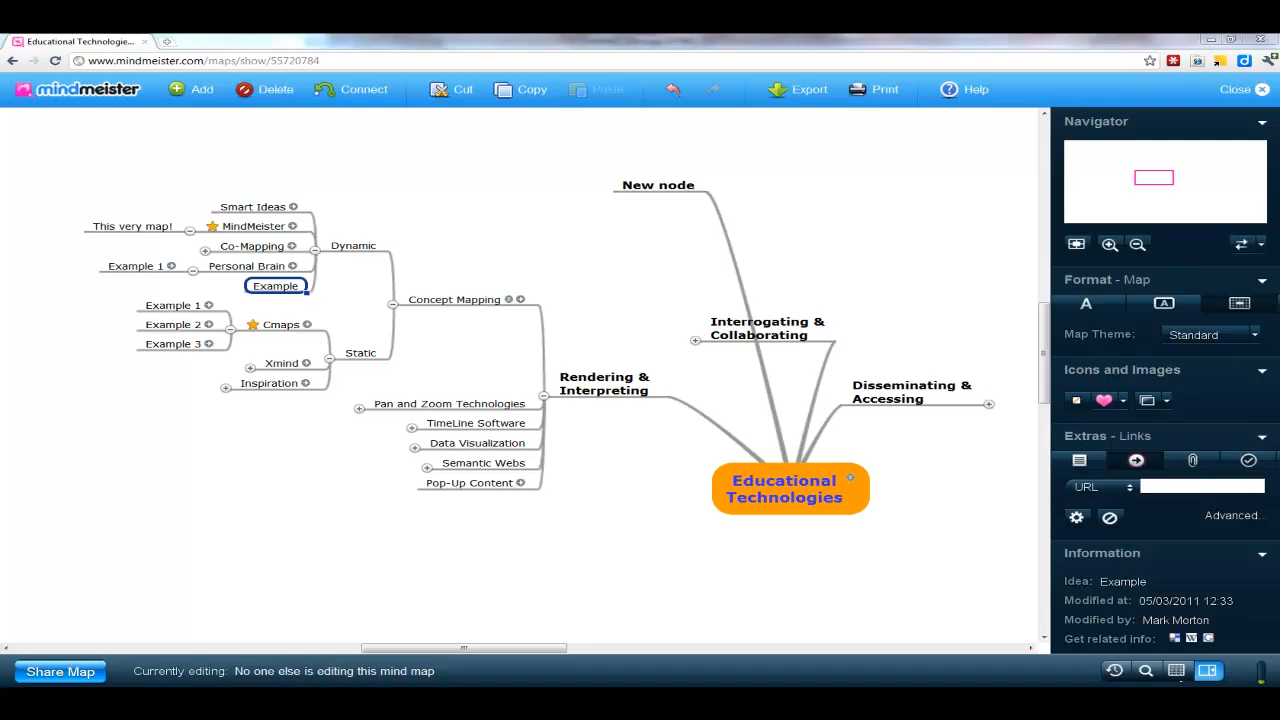 Educational Technologie...
www.mindmeister.com/maps/show/55720784
mindmeister
Add
Delete
Connect
Cut
Copy
Paste
Export
Print
Help
Close
Navigator
New node
Smart Ideas
This very map!
MindMeister
Dynamic
Co-Mapping
Example 1
Personal Brain
Example
Concept Mapping
Example 1
Example 2
Cmaps
Example 3
Static
Xmind
Inspiration
Interrogating &
Collaborating
Rendering &
Interpreting
Disseminating &
Accessing
Pan and Zoom Technologies
TimeLine Software
Data Visualization
Semantic Webs
Pop-Up Content
Educational
Technologies
Format - Map
A
A
Map Theme:
Standard
Icons and Images
Extras - Links
URL
Advanced...
Information
Idea: Example
Modified at: 05/03/2011 12:33
Modified by: Mark Morton
Get related info:
Share Map
Currently editing: No one else is editing this mind map